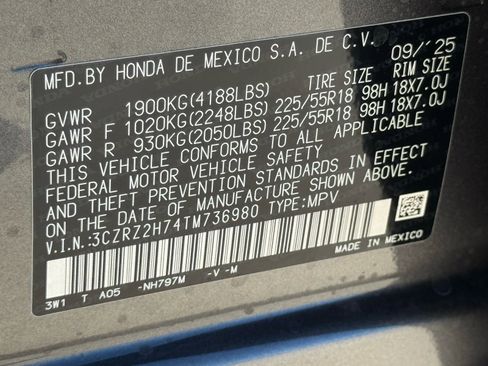 MFD.BY HONDA DE MEXICO S.A. DE C.V. 09/´25
TIRE SIZE RIM SIZE
GVWR 1900KG(4188LBS)
GAWR F 1020KG(2248LBS) 225/55R18 98H 18X7.0J
GAWR R 930KG(2050LBS) 225/55R18 98H 18X7.0J
THIS VEHICLE CONFORMS TO ALL APPLICABLE
FEDERAL MOTOR VEHICLE SAFETY
AND THEFT PREVENTION STANDARDS IN EFFECT
ON THE DATE OF MANUFACTURE SHOWN ABOVE.
V.I.N.:3CZRZ2H74TM736980 TYPE:MPV
3W1 T A05 -NH797M -V -M
MADE IN MEXICO